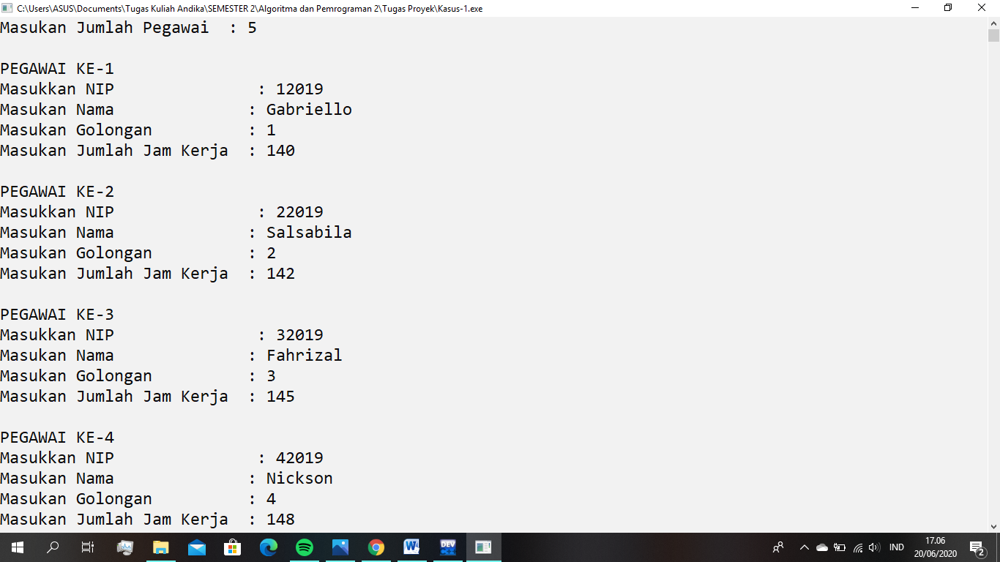 C:\Users\ASUS\Documents\Tugas Kuliah Andika\SEMESTER 2\Algoritma dan Pemrograman 2\Tugas Proyek\Kasus-1.exe
Masukan Jumlah Pegawai  : 5
PEGAWAI KE-1
Masukkan NIP               : 12019
Masukan Nama              : Gabriello
Masukan Golongan          : 1
Masukan Jumlah Jam Kerja  : 140
PEGAWAI KE-2
Masukkan NIP               : 22019
Masukan Nama              : Salsabila
Masukan Golongan          : 2
Masukan Jumlah Jam Kerja  : 142
PEGAWAI KE-3
Masukkan NIP               : 32019
Masukan Nama              : Fahrizal
Masukan Golongan          : 3
Masukan Jumlah Jam Kerja  : 145
PEGAWAI KE-4
Masukkan NIP               : 42019
Masukan Nama              : Nickson
Masukan Golongan          : 4
Masukan Jumlah Jam Kerja  : 148
W
DEV
IND
17.06
20/06/2020
2